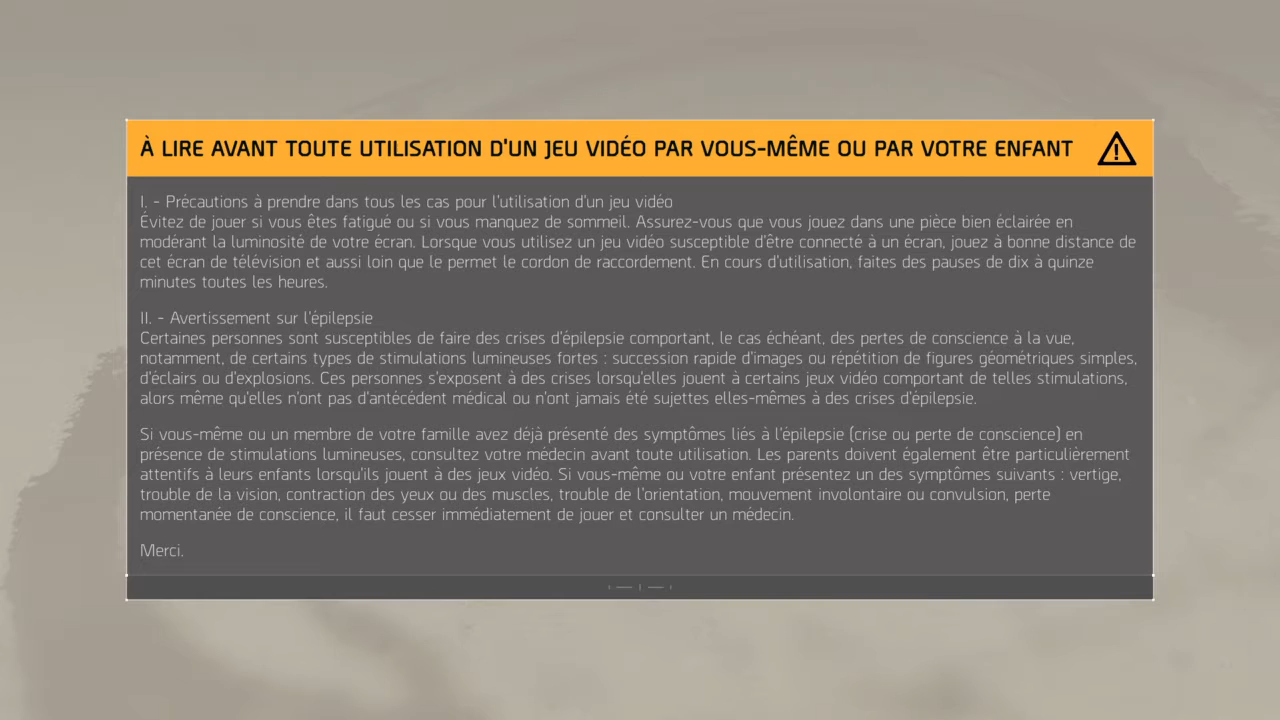 À LIRE AVANT TOUTE UTILISATION D'UN JEU VIDÉO PAR VOUS-MÊME OU PAR VOTRE ENFANT
I. - Précautions à prendre dans tous les cas pour l'utilisation d'un jeu vidéo
Évitez de jouer si vous êtes fatigué ou si vous manquez de sommeil. Assurez-vous que vous jouez dans une pièce bien éclairée en
modérant la luminosité de votre écran. Lorsque vous utilisez un jeu vidéo susceptible d'être connecté à un écran, jouez à bonne distance de
cet écran de télévision et aussi loin que le permet le cordon de raccordement. En cours d'utilisation, faites des pauses de dix à quinze
minutes toutes les heures.
II. - Avertissement sur l'épilepsie
Certaines personnes sont susceptibles de faire des crises d'épilepsie comportant, le cas échéant, des pertes de conscience à la vue,
notamment, de certains types de stimulations lumineuses fortes : succession rapide d'images ou répétition de figures géométriques simples,
d'éclairs ou d'explosions. Ces personnes s'exposent à des crises lorsqu'elles jouent à certains jeux vidéo comportant de telles stimulations,
alors même qu'elles n'ont pas d'antécédent médical ou n'ont jamais été sujettes elles-mêmes à des crises d'épilepsie.
Si vous-même ou un membre de votre famille avez déjà présenté des symptômes liés à l'épilepsie (crise ou perte de conscience) en
présence de stimulations lumineuses, consultez votre médecin avant toute utilisation. Les parents doivent également être particulièrement
attentifs à leurs enfants lorsqu'ils jouent à des jeux vidéo. Si vous-même ou votre enfant présentez un des symptômes suivants : vertige,
trouble de la vision, contraction des yeux ou des muscles, trouble de l'orientation, mouvement involontaire ou convulsion, perte
momentanée de conscience, il faut cesser immédiatement de jouer et consulter un médecin.
Merci.